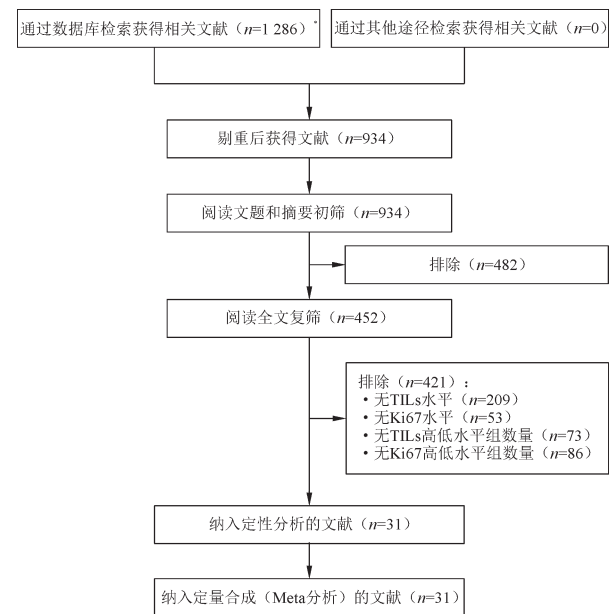 通过数据库检索获得相关文献（n=1 286）*
通过其他途径检索获得相关文献（n=0）
剔重后获得文献（n=934）
阅读文题和摘要初筛（n=934）
排除（n=482）
阅读全文复筛（n=452）
排除（n=421）：
·无TILs水平（n=209）
·无Ki67水平（n=53）
·无TILs高低水平组数量（n=73）
·无Ki67高低水平组数量（n=86）
纳入定性分析的文献（n=31）
纳入定量合成（Meta分析）的文献（n=31）